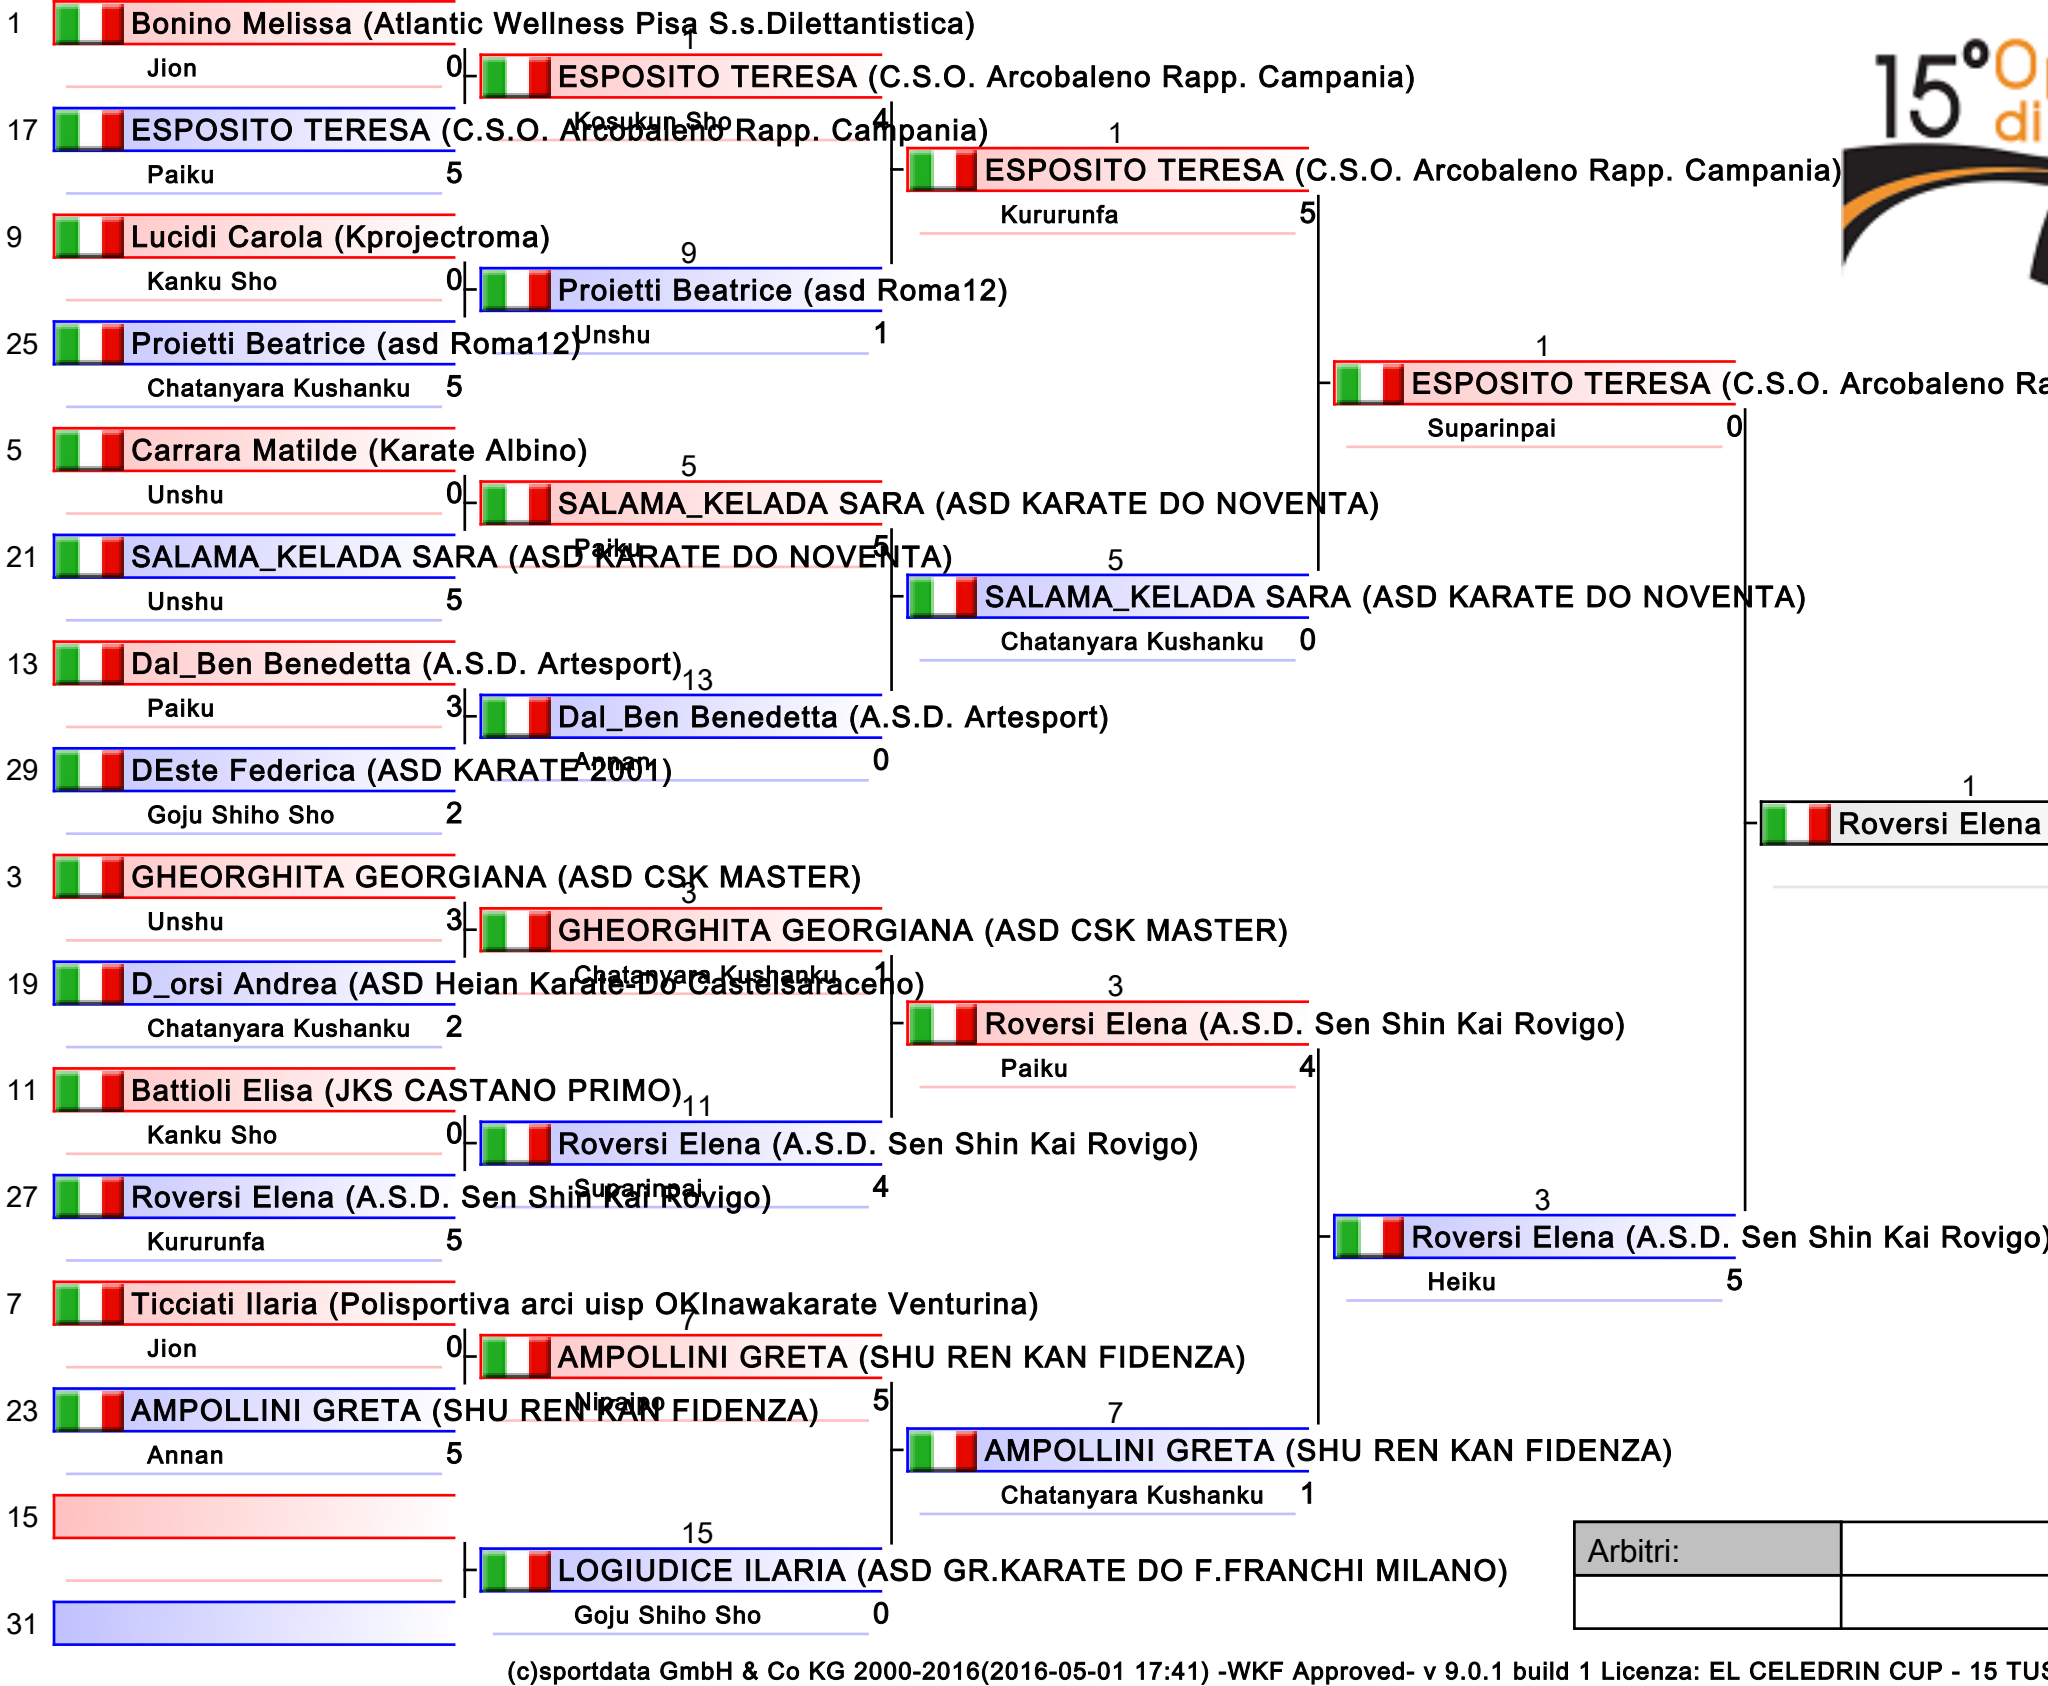 1 Bonino Melissa (Atlantic Wellness Pisa S.s.Dilettantistica)
Jion 0
17 ESPOSITO TERESA (C.S.O. Arcobaleno Rapp. Campania)
Paiku 5
9 Lucidi Carola (Kprojectroma)
Kanku Sho 0
25 Proietti Beatrice (asd Roma12)
Chatanyara Kushanku 5
5 Carrara Matilde (Karate Albino)
Unshu 0
21 SALAMA_KELADA SARA (ASD KARATE DO NOVENTA)
Unshu 5
13 Dal_Ben Benedetta (A.S.D. Artesport)
Paiku 3
29 DEste Federica (ASD KARATE 2001)
Goju Shiho Sho 2
3 GHEORGHITA GEORGIANA (ASD CSK MASTER)
Unshu 3
19 D_orsi Andrea (ASD Heian Karate-Do Castelsaraceno)
Chatanyara Kushanku 2
11 Battioli Elisa (JKS CASTANO PRIMO)
Kanku Sho 0
27 Roversi Elena (A.S.D. Sen Shin Kai Rovigo)
Kururunfa 5
7 Ticciati Ilaria (Polisportiva arci uisp OKInawakarate Venturina)
Jion 0
23 AMPOLLINI GRETA (SHU REN KAN FIDENZA)
Annan 5
15
31
1
ESPOSITO TERESA (C.S.O. Arcobaleno Rapp. Campania)
Kosukun Sho 4
9
Proietti Beatrice (asd Roma12)
Unshu 1
5
SALAMA_KELADA SARA (ASD KARATE DO NOVENTA)
Paiku 5
13
Dal_Ben Benedetta (A.S.D. Artesport)
Annan 0
3
GHEORGHITA GEORGIANA (ASD CSK MASTER)
Chatanyara Kushanku 1
11
Roversi Elena (A.S.D. Sen Shin Kai Rovigo)
Suparinpai 4
7
AMPOLLINI GRETA (SHU REN KAN FIDENZA)
Nipaipo 5
15
LOGIUDICE ILARIA (ASD GR.KARATE DO F.FRANCHI MILANO)
Goju Shiho Sho 0
1
ESPOSITO TERESA (C.S.O. Arcobaleno Rapp. Campania)
Kururunfa 5
5
SALAMA_KELADA SARA (ASD KARATE DO NOVENTA)
Chatanyara Kushanku 0
3
Roversi Elena (A.S.D. Sen Shin Kai Rovigo)
Paiku 4
7
AMPOLLINI GRETA (SHU REN KAN FIDENZA)
Chatanyara Kushanku 1
1
ESPOSITO TERESA (C.S.O. Arcobaleno Ra
Suparinpai 0
3
Roversi Elena (A.S.D. Sen Shin Kai Rovigo)
Heiku 5
1
Roversi Elena
15° Op
di
Arbitri:
(c)sportdata GmbH & Co KG 2000-2016(2016-05-01 17:41) -WKF Approved- v 9.0.1 build 1 Licenza: EL CELEDRIN CUP - 15 TUS